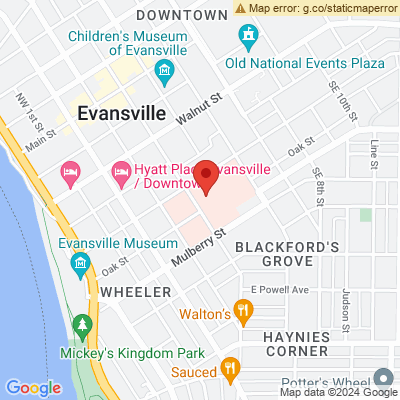 Map error: g.co/staticmaperror
DOWNTOWN
Children's Museum
of Evansville
Old National Events Plaza
SE 10th St
NW 1st St
Evansville
Walnut St
Main St
Oak St
Line St
Hyatt Place Evansville
/ Downtown
SE 8th St
Evansville Museum
Mulberry St
BLACKFORD'S
GROVE
Oak St
WHEELER
E Powell Ave
Judson St
Walton's
HAYNIES
CORNER
Mickey's Kingdom Park
Sauced
Potter's Wheel
Google
Map data ©2024 Google